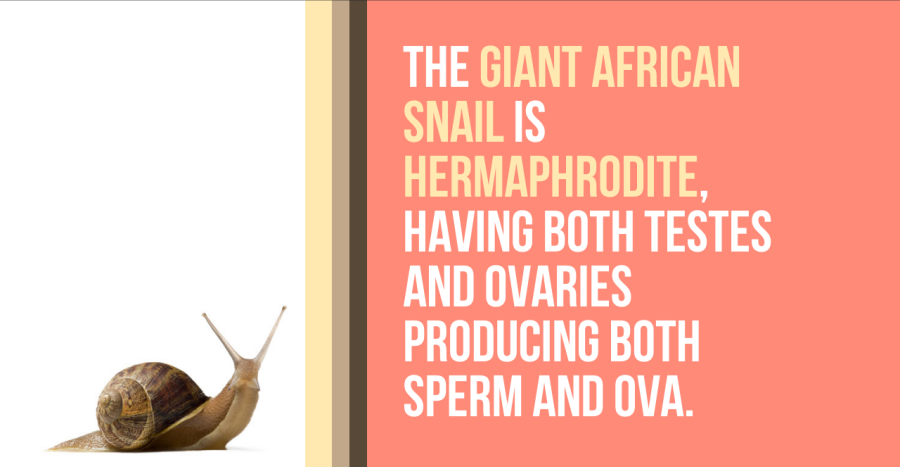 THE GIANT AFRICAN
SNAIL IS
HERMAPHRODITE,
HAVING BOTH TESTES
AND OVARIES
PRODUCING BOTH
SPERM AND OVA.